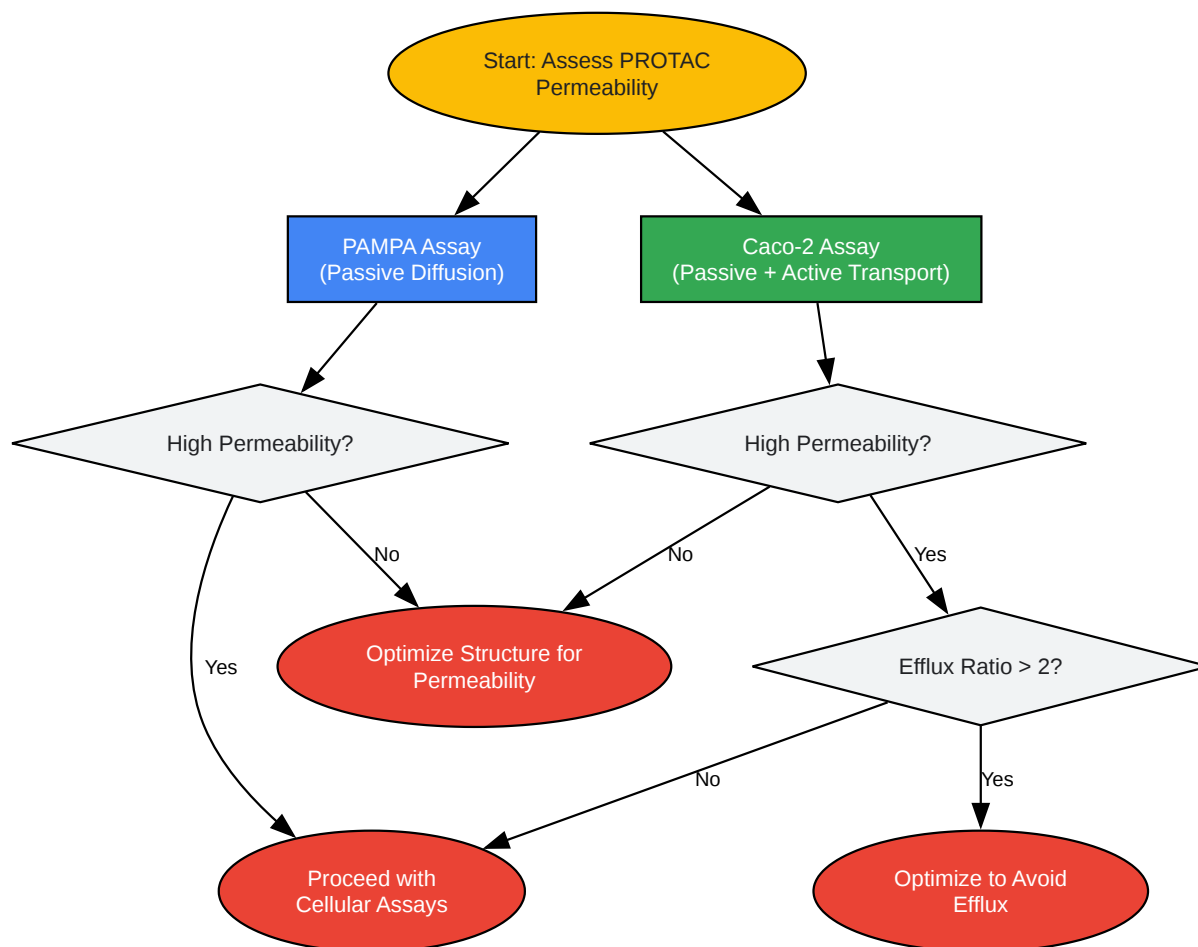 Start: Assess PROTAC
Permeability
PAMPA Assay
(Passive Diffusion)
Caco-2 Assay
(Passive + Active Transport)
High Permeability?
High Permeability?
No
No
Yes
Optimize Structure for
Permeability
Yes
Efflux Ratio > 2?
No
Yes
Proceed with
Cellular Assays
Optimize to Avoid
Efflux